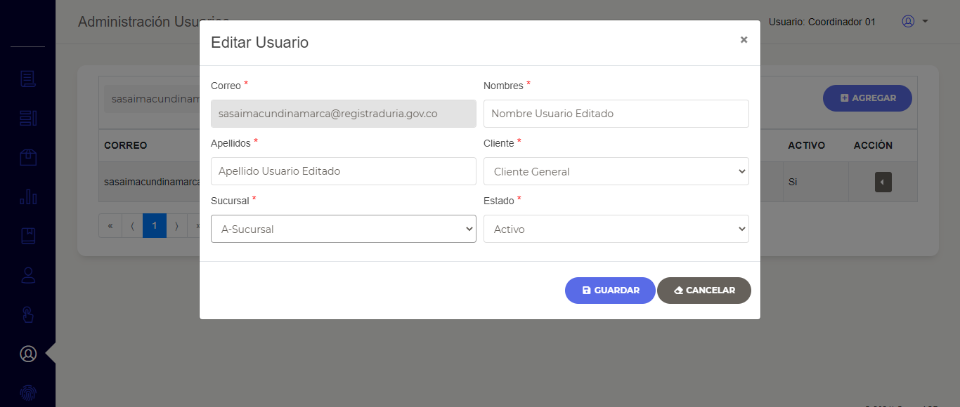 Administración Usuarios
Usuario: Coordinador 01
Editar Usuario
×
Correo *
Nombres *
sasaimacundinamarca@registraduria.gov.co
Nombre Usuario Editado
Apellidos *
Cliente *
Apellido Usuario Editado
Cliente General
Sucursal *
Estado *
A-Sucursal
Activo
GUARDAR
CANCELAR
sasaimacundinam
AGREGAR
CORREO
ACTIVO
ACCIÓN
sasaimacundinamarca
Si
« ⟨ 1 ⟩